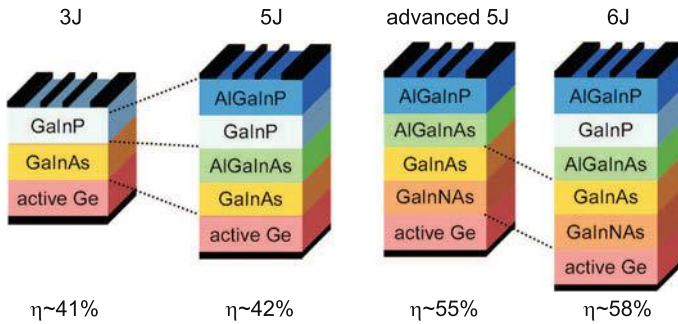 3J
5J
advanced 5J
6J
GaInP
GaInAs
active Ge
AlGaInP
GaInP
AlGaInAs
GaInAs
active Ge
AlGaInP
AlGaInAs
GaInAs
GaInNAs
active Ge
AlGaInP
GaInP
AlGaInAs
GaInAs
GaInNAs
active Ge
η~41%
η~42%
η~55%
η~58%